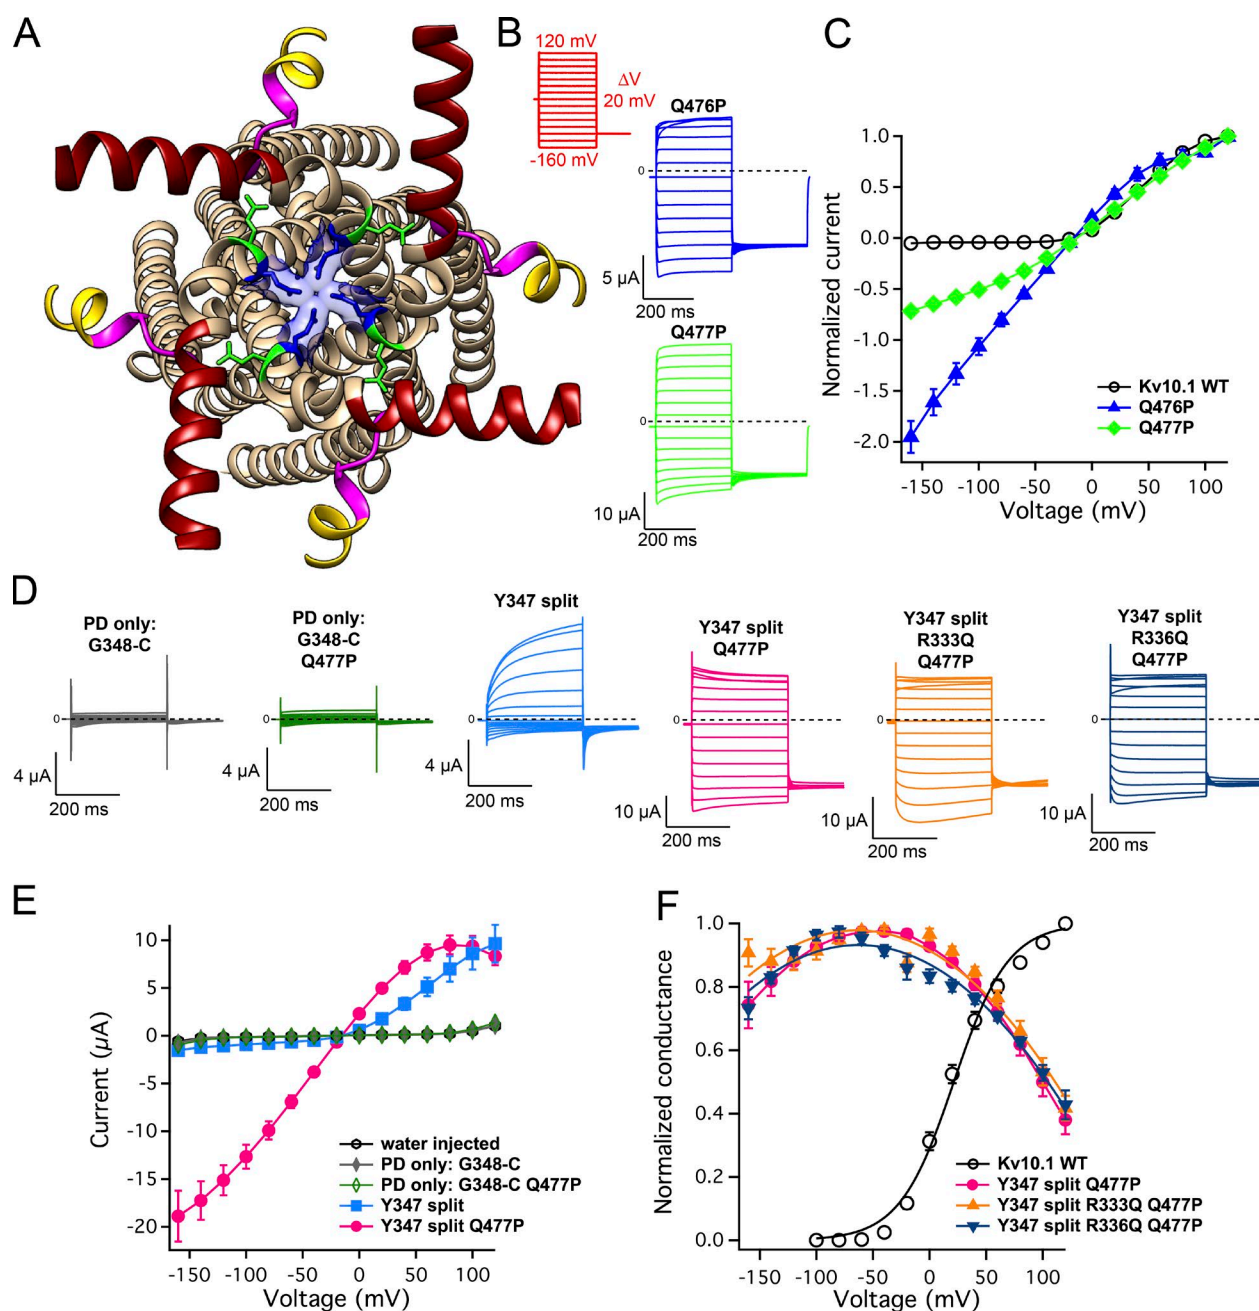 A
B
120 mV
ΔV
20 mV
-160 mV
Q476P
0
5 µA
200 ms
Q477P
0
10 µA
200 ms
C
Normalized current
1.0
0.5
0.0
-0.5
-1.0
-1.5
-2.0
-150
-100
-50
0
50
100
Voltage (mV)
Kv10.1 WT
Q476P
Q477P
D
PD only:
G348-C
0
4 µA
200 ms
PD only:
G348-C
Q477P
0
4 µA
200 ms
Y347 split
0
4 µA
200 ms
Y347 split
Q477P
0
10 µA
200 ms
Y347 split
R333Q
Q477P
0
10 µA
200 ms
Y347 split
R336Q
Q477P
0
10 µA
200 ms
E
Current (µA)
10
5
0
-5
-10
-15
-20
-150
-100
-50
0
50
100
Voltage (mV)
water injected
PD only: G348-C
PD only: G348-C Q477P
Y347 split
Y347 split Q477P
F
Normalized conductance
1.0
0.8
0.6
0.4
0.2
0.0
-150
-100
-50
0
50
100
Voltage (mV)
Kv10.1 WT
Y347 split Q477P
Y347 split R333Q Q477P
Y347 split R336Q Q477P